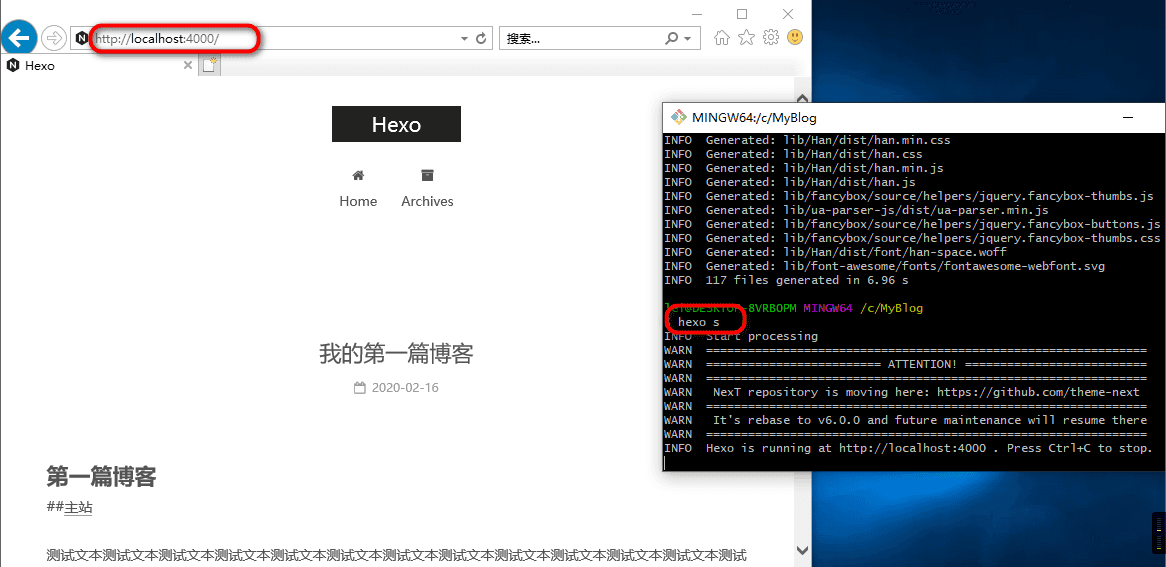 http://localhost:4000/
搜索...
Hexo
Hexo
Home Archives
我的第一篇博客
2020-02-16
第一篇博客
##主站
测试文本测试文本测试文本测试文本测试文本测试文本测试文本测试文本测试文本测试文本测试文本测试文本测试
MINGW64:/c/MyBlog
INFO Generated: lib/Han/dist/han.min.css
INFO Generated: lib/Han/dist/han.css
INFO Generated: lib/Han/dist/han.min.js
INFO Generated: lib/Han/dist/han.js
INFO Generated: lib/fancybox/source/helpers/jquery.fancybox-thumbs.js
INFO Generated: lib/ua-parser-js/dist/ua-parser.min.js
INFO Generated: lib/fancybox/source/helpers/jquery.fancybox-buttons.js
INFO Generated: lib/fancybox/source/helpers/jquery.fancybox-thumbs.css
INFO Generated: lib/Han/dist/font/han-space.woff
INFO Generated: lib/font-awesome/fonts/fontawesome-webfont.svg
INFO 117 files generated in 6.96 s
MINGW64 /c/MyBlog
hexo s
INFO Start processing
WARN ===============================================================
WARN ========================= ATTENTION! ==========================
WARN ===============================================================
WARN NexT repository is moving here: https://github.com/theme-next
WARN ===============================================================
WARN It's rebase to v6.0.0 and future maintenance will resume there
WARN ===============================================================
INFO Hexo is running at http://localhost:4000 . Press Ctrl+C to stop.